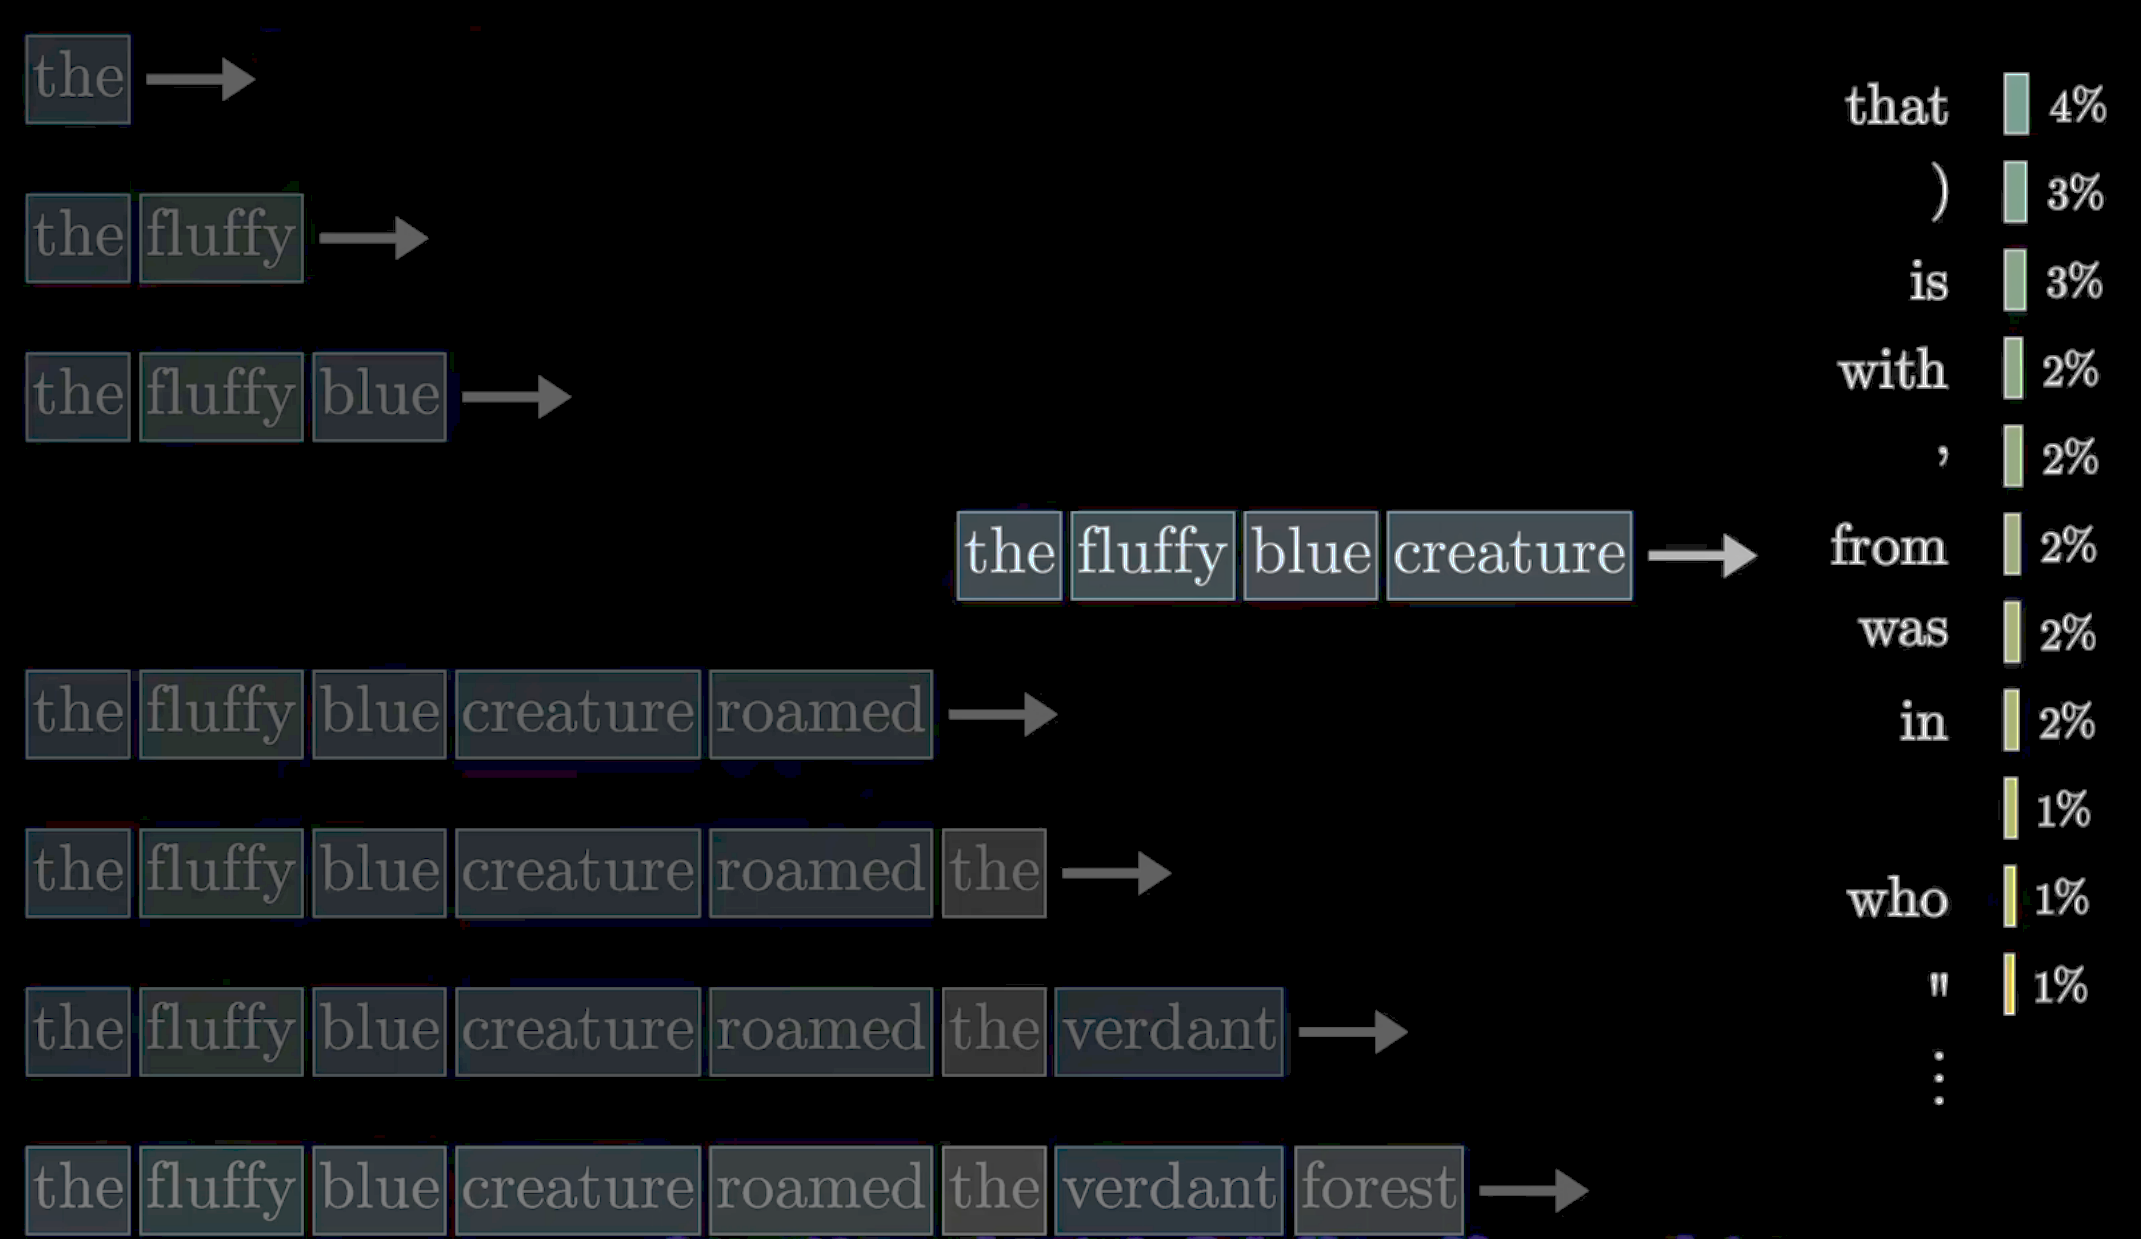 the
the fluffy
the fluffy blue
the fluffy blue creature
the fluffy blue creature roamed
the fluffy blue creature roamed the
the fluffy blue creature roamed the verdant
the fluffy blue creature roamed the verdant forest
that 4%
) 3%
is 3%
with 2%
, 2%
from 2%
was 2%
in 2%
1%
who 1%
" 1%
⋮